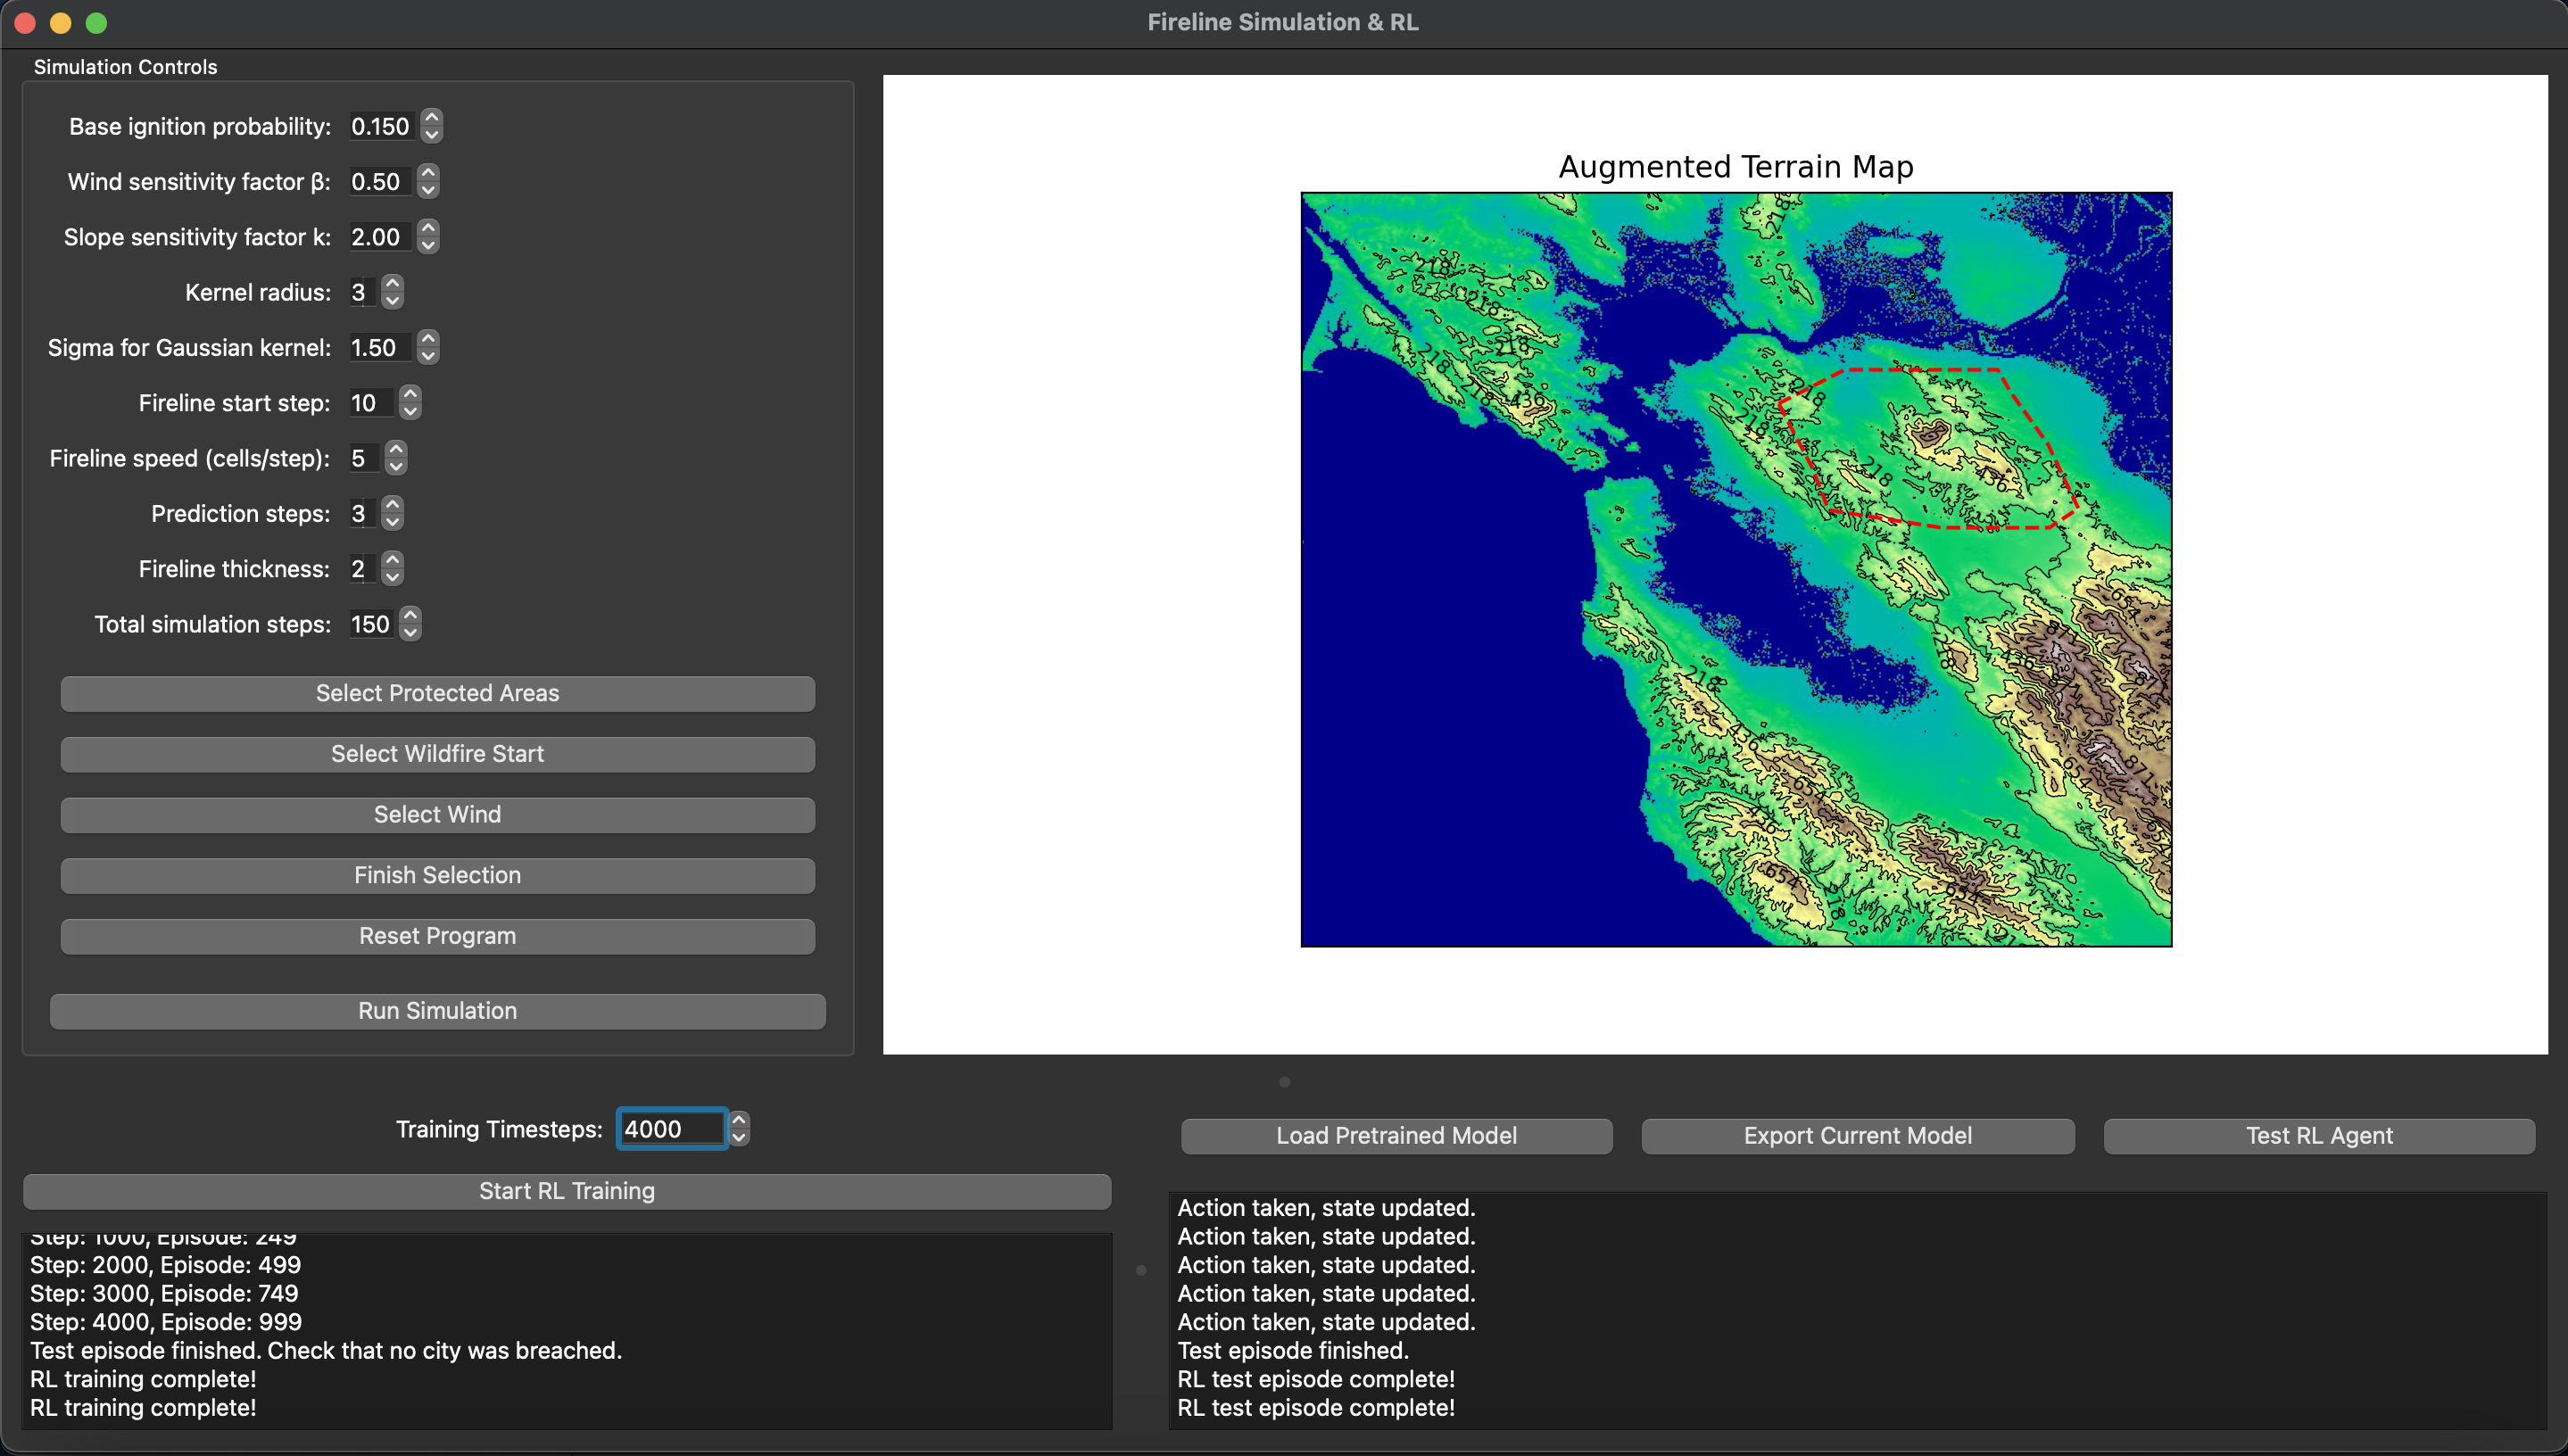 Fireline Simulation & RL
Simulation Controls
Base ignition probability: 0.150
Wind sensitivity factor β: 0.50
Slope sensitivity factor k: 2.00
Kernel radius: 3
Sigma for Gaussian kernel: 1.50
Fireline start step: 10
Fireline speed (cells/step): 5
Prediction steps: 3
Fireline thickness: 2
Total simulation steps: 150
Select Protected Areas
Select Wildfire Start
Select Wind
Finish Selection
Reset Program
Run Simulation
Augmented Terrain Map
218
218
218
218
218
218
436
218
218
218
436
654
871
436
218
871
654
218
436
654
436
654
218
654
Training Timesteps: 4000
Start RL Training
Step: 1000, Episode: 249
Step: 2000, Episode: 499
Step: 3000, Episode: 749
Step: 4000, Episode: 999
Test episode finished. Check that no city was breached.
RL training complete!
RL training complete!
Load Pretrained Model
Export Current Model
Test RL Agent
Action taken, state updated.
Action taken, state updated.
Action taken, state updated.
Action taken, state updated.
Action taken, state updated.
Test episode finished.
RL test episode complete!
RL test episode complete!